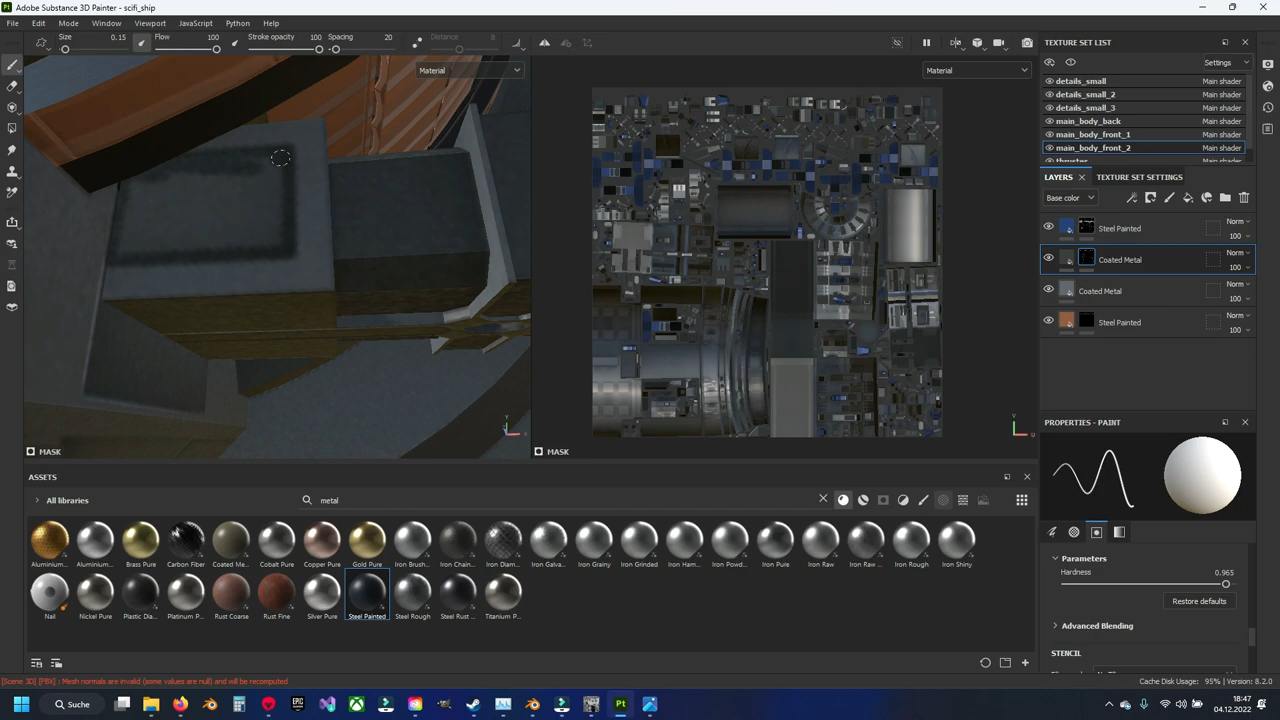 Adobe Substance 3D Painter - scifi_ship
File Edit Mode Window Viewport JavaScript Python Help
Size 0.15 Flow 100 Stroke opacity 100 Spacing 20 Distance 8
Material
Material
MASK
MASK
TEXTURE SET LIST
Settings
details_small Main shader
details_small_2 Main shader
details_small_3 Main shader
main_body_back Main shader
main_body_front_1 Main shader
main_body_front_2 Main shader
thruster Main shader
LAYERS TEXTURE SET SETTINGS
Base color
Steel Painted Norm 100
Coated Metal Norm 100
Coated Metal Norm 100
Steel Painted Norm 100
PROPERTIES - PAINT
Parameters
Hardness 0.965
Restore defaults
Advanced Blending
STENCIL
ASSETS
All libraries
metal
Aluminium... Aluminium... Brass Pure Carbon Fiber Coated Me... Cobalt Pure Copper Pure Gold Pure Iron Brush... Iron Chain... Iron Diam... Iron Galva... Iron Grainy Iron Grinded Iron Ham... Iron Powd... Iron Pure Iron Raw Iron Raw ... Iron Rough Iron Shiny
Nail Nickel Pure Plastic Dia... Platinum P... Rust Coarse Rust Fine Silver Pure Steel Painted Steel Rough Steel Rust ... Titanium P...
[Scene 3D] [FBX] : Mesh normals are invalid (some values are null) and will be recomputed
Cache Disk Usage: 95% | Version: 8.2.0
Suche
18:47
04.12.2022